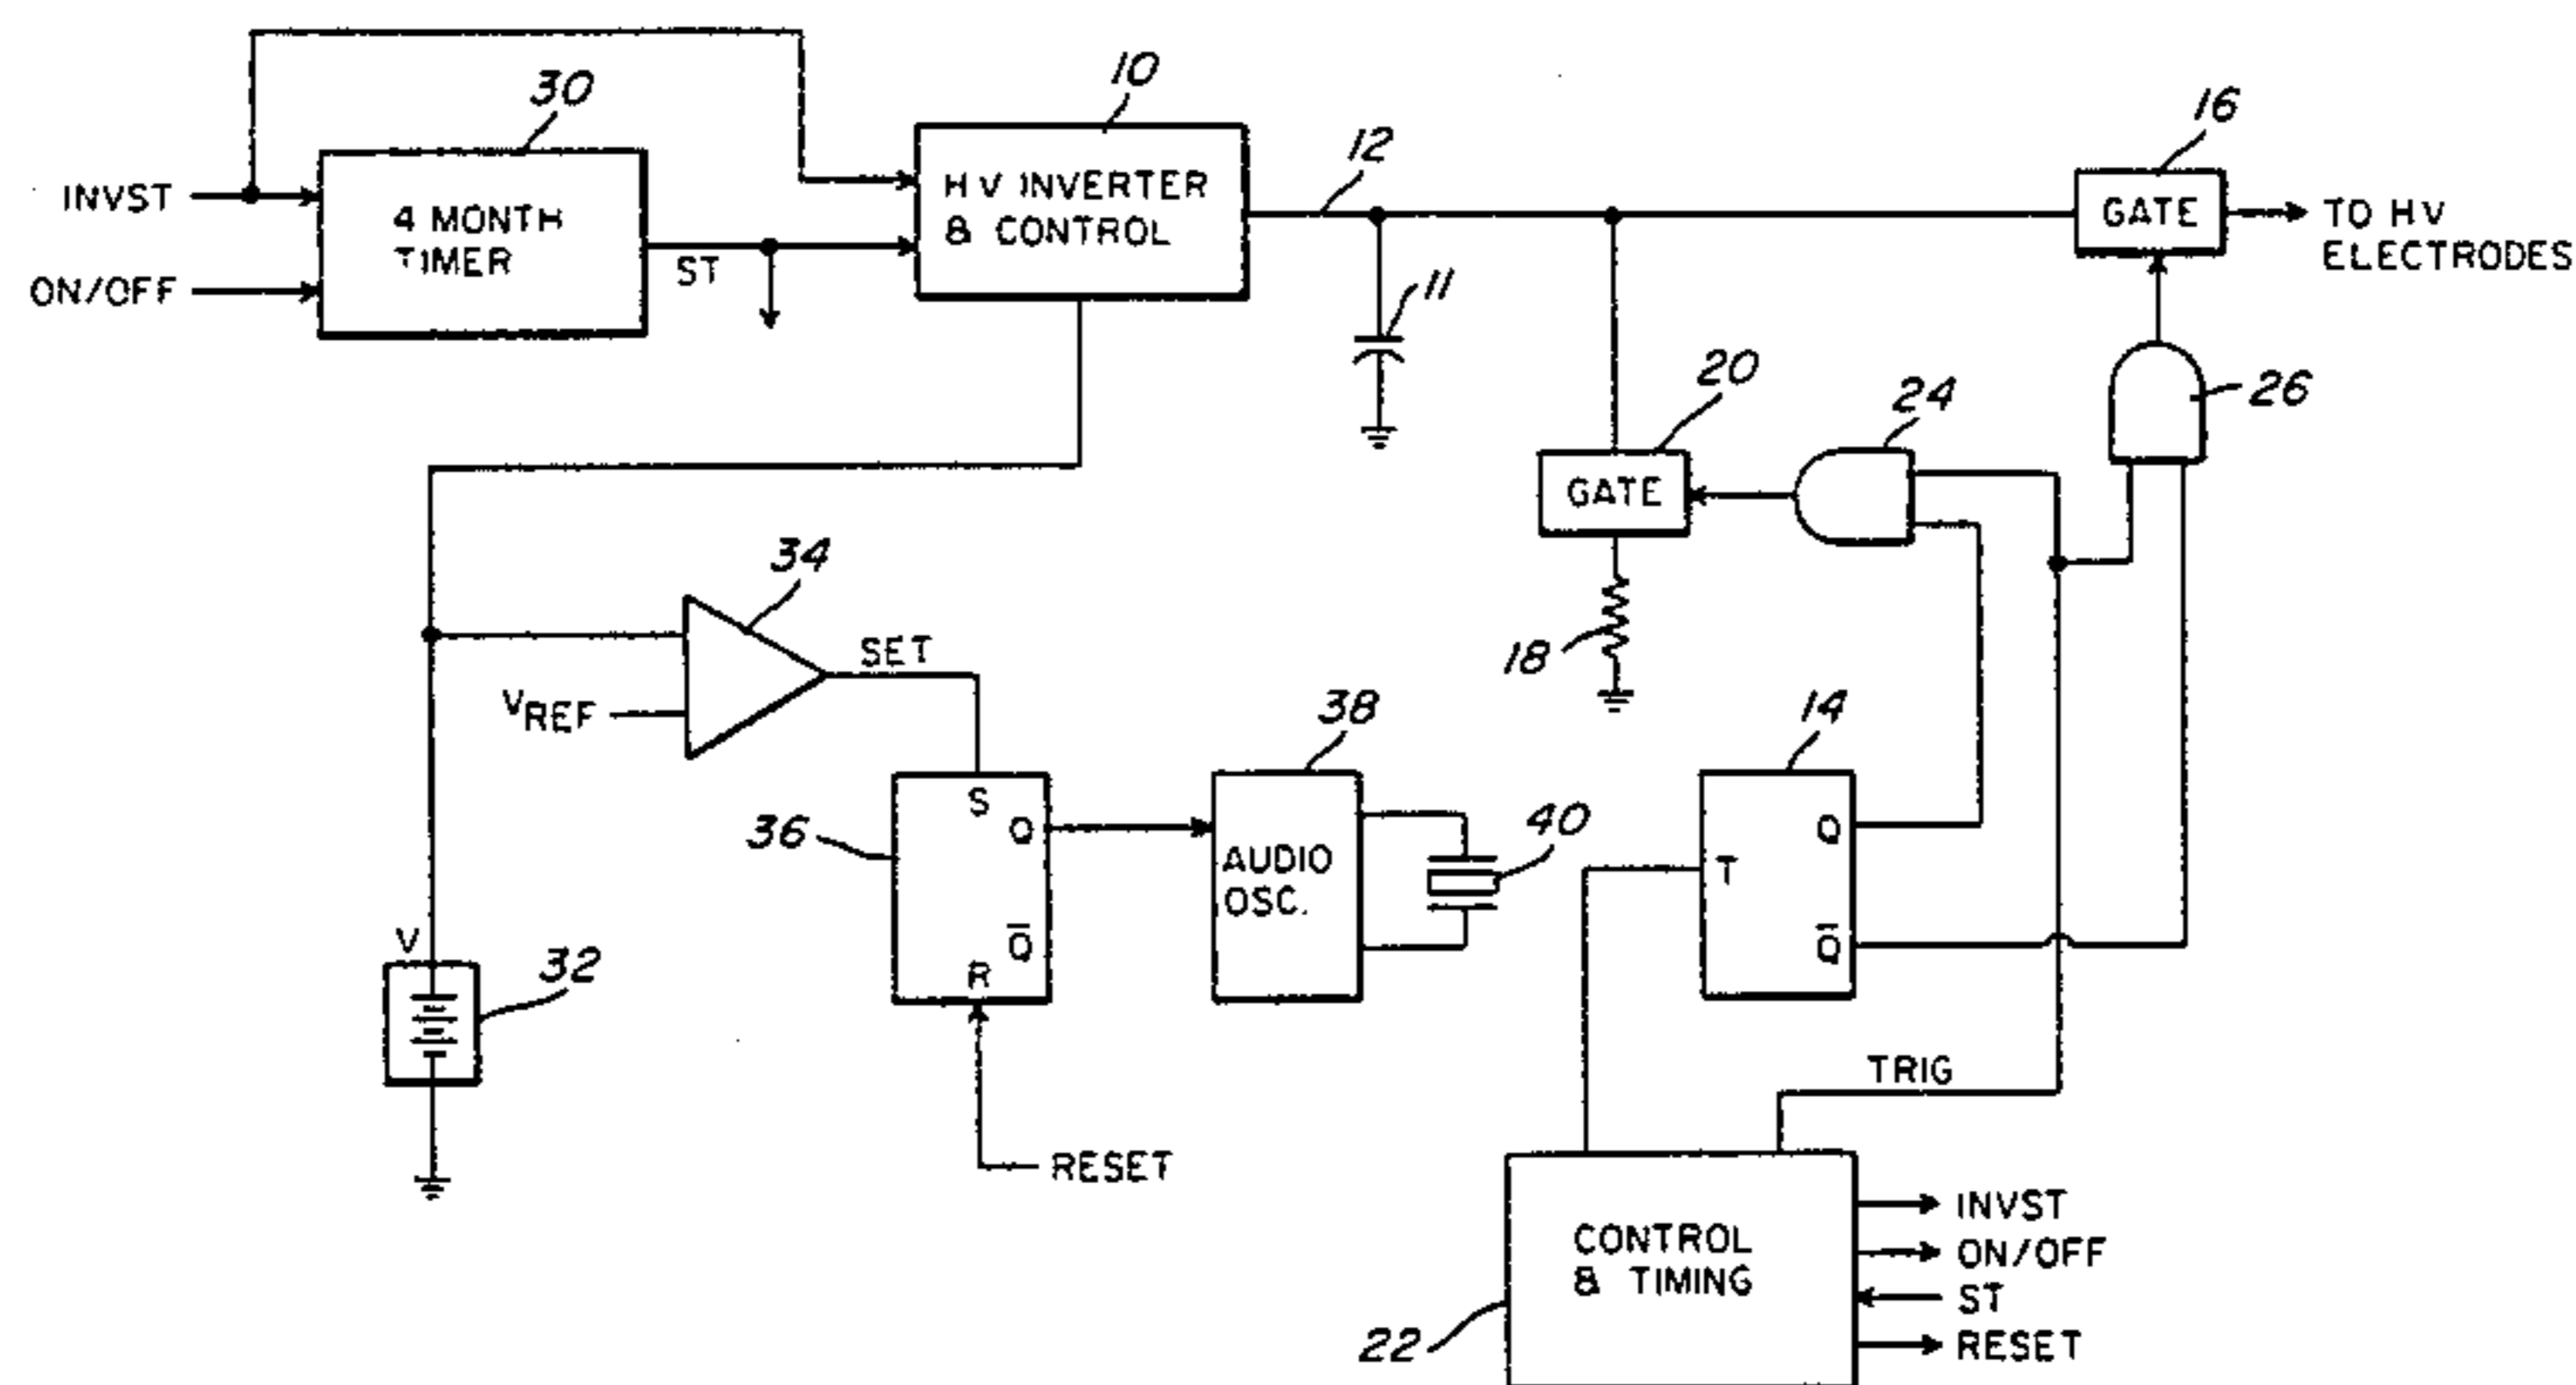 10
30
16
12
INVST
4 MONTH
TIMER
HV INVERTER
& CONTROL
GATE
TO HV
ELECTRODES
ST
ON/OFF
11
20
24
26
GATE
34
SET
18
VREF
38
14
S
Q
36
AUDIO
OSC.
40
Q
T
V
Q̅
Q̅
32
R
TRIG
RESET
INVST
CONTROL
& TIMING
ON/OFF
ST
22
RESET